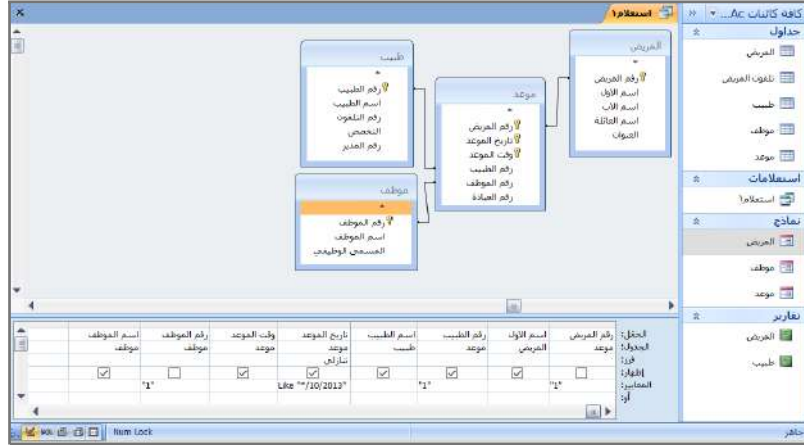 كافة كائنات Ac...
استعلام١
جداول
المريض
تلفون المريض
طبيب
موظف
موعد
استعلامات
استعلام١
نماذج
المريض
موظف
موعد
تقارير
المريض
طبيب
المريض
*
رقم المريض
اسم الأول
اسم الأب
اسم العائلة
العنوان
موعد
*
رقم المريض
تاريخ الموعد
وقت الموعد
رقم الطبيب
رقم الموظف
رقم العيادة
طبيب
*
رقم الطبيب
اسم الطبيب
رقم التلفون
التخصص
رقم المدير
موظف
*
رقم الموظف
اسم الموظف
المسمى الوظيفي
الحقل: رقم المريض اسم الأول رقم الطبيب اسم الطبيب تاريخ الموعد وقت الموعد رقم الموظف اسم الموظف
الجدول: موعد المريض موعد طبيب موعد موعد موظف موظف
فرز: تنازلي
إظهار:
المعايير: "1" "1" Like "*/10/2013" "1"
أو:
جاهز
Num Lock
SQL